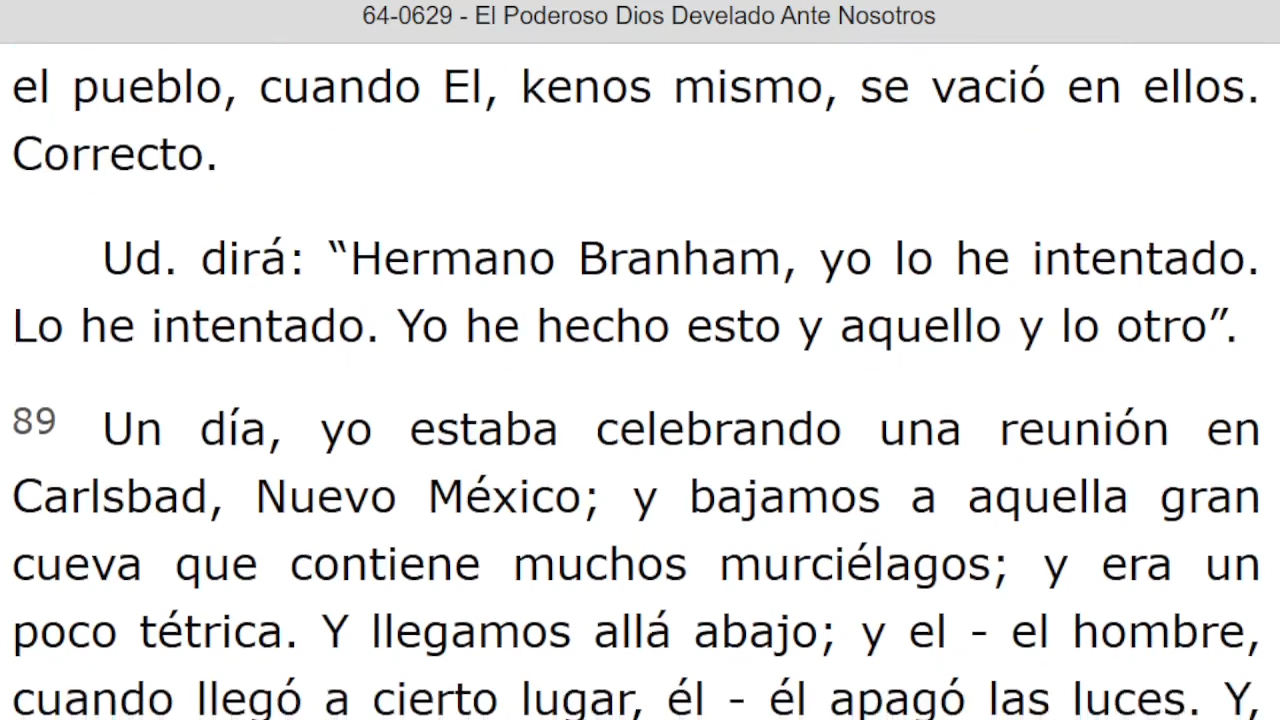 64-0629 - El Poderoso Dios Develado Ante Nosotros
el pueblo, cuando El, kenos mismo, se vació en ellos.
Correcto.
Ud. dirá: “Hermano Branham, yo lo he intentado.
Lo he intentado. Yo he hecho esto y aquello y lo otro”.
89 Un día, yo estaba celebrando una reunión en
Carlsbad, Nuevo México; y bajamos a aquella gran
cueva que contiene muchos murciélagos; y era un
poco tétrica. Y llegamos allá abajo; y el - el hombre,
cuando llegó a cierto lugar, él - él apagó las luces. Y,